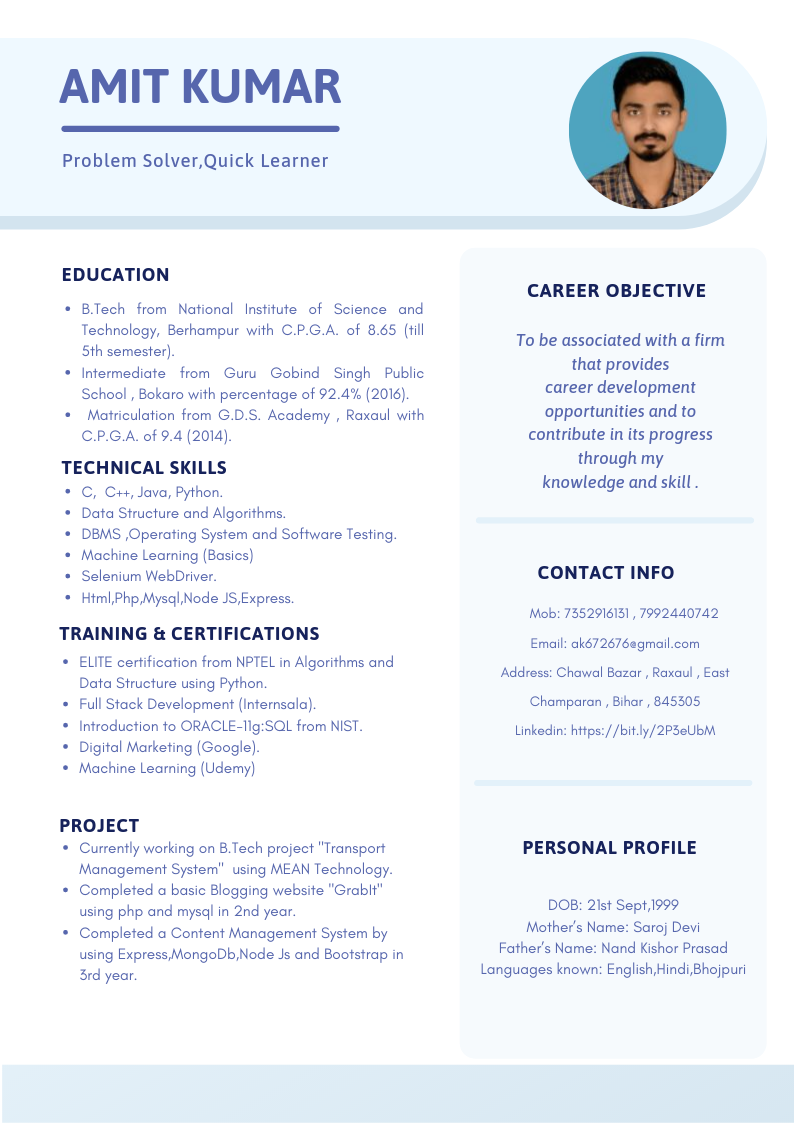 AMIT KUMAR
Problem Solver,Quick Learner
EDUCATION
B.Tech from National Institute of Science and
Technology, Berhampur with C.P.G.A. of 8.65 (till
5th semester).
Intermediate from Guru Gobind Singh Public
School , Bokaro with percentage of 92.4% (2016).
Matriculation from G.D.S. Academy , Raxaul with
C.P.G.A. of 9.4 (2014).
TECHNICAL SKILLS
C, C++, Java, Python.
Data Structure and Algorithms.
DBMS ,Operating System and Software Testing.
Machine Learning (Basics)
Selenium WebDriver.
Html,Php,Mysql,Node JS,Express.
TRAINING & CERTIFICATIONS
ELITE certification from NPTEL in Algorithms and
Data Structure using Python.
Full Stack Development (Internsala).
Introduction to ORACLE-11g:SQL from NIST.
Digital Marketing (Google).
Machine Learning (Udemy)
PROJECT
Currently working on B.Tech project "Transport
Management System" using MEAN Technology.
Completed a basic Blogging website "GrabIt"
using php and mysql in 2nd year.
Completed a Content Management System by
using Express,MongoDb,Node Js and Bootstrap in
3rd year.
CAREER OBJECTIVE
To be associated with a firm
that provides
career development
opportunities and to
contribute in its progress
through my
knowledge and skill .
CONTACT INFO
Mob: 7352916131 , 7992440742
Email: ak672676@gmail.com
Address: Chawal Bazar , Raxaul , East
Champaran , Bihar , 845305
Linkedin: https://bit.ly/2P3eUbM
PERSONAL PROFILE
DOB: 21st Sept,1999
Mother's Name: Saroj Devi
Father's Name: Nand Kishor Prasad
Languages known: English,Hindi,Bhojpuri